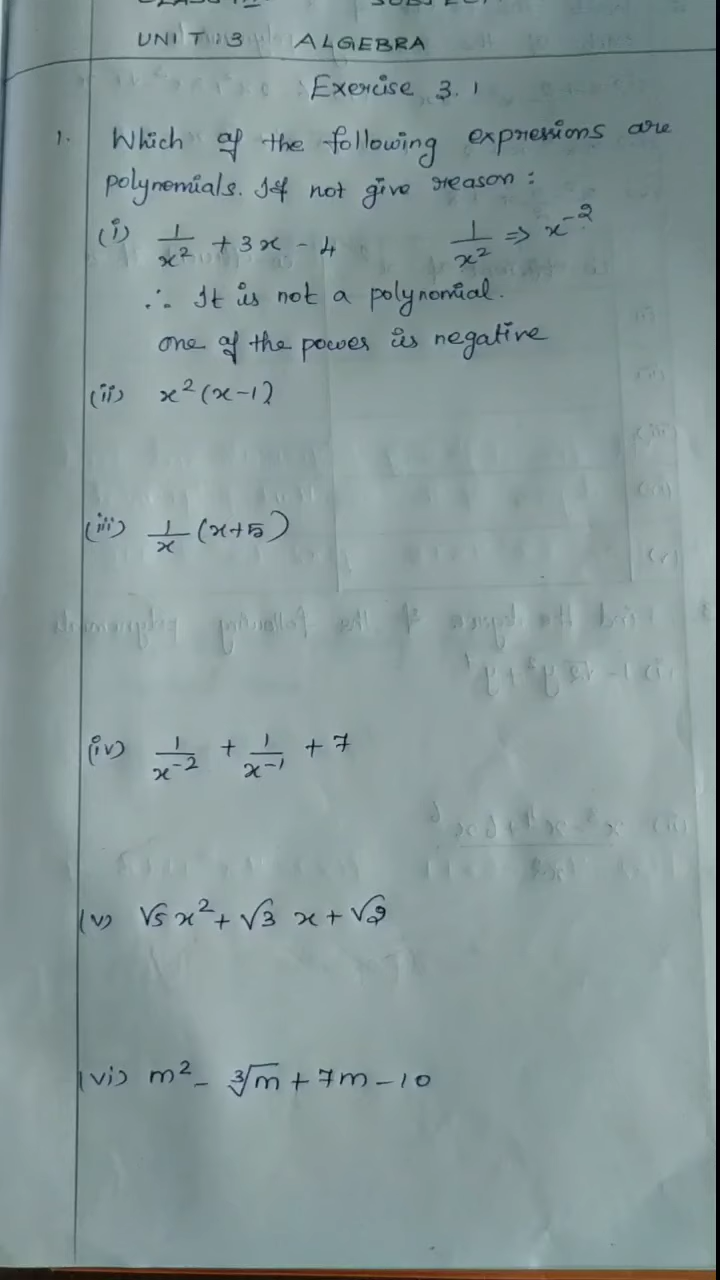 UNIT: 3 ALGEBRA
Exercise 3.1
1. Which of the following expressions are
polynomials. If not give reason:
(i) 1/x² + 3x - 4 1/x² ⇒ x⁻²
∴ It is not a polynomial.
one of the power is negative
(ii) x²(x-1)
(iii) 1/x (x+5)
(iv) 1/x⁻² + 1/x⁻¹ + 7
(v) √5 x² + √3 x + √2
(vi) m² - ∛m + 7m - 10